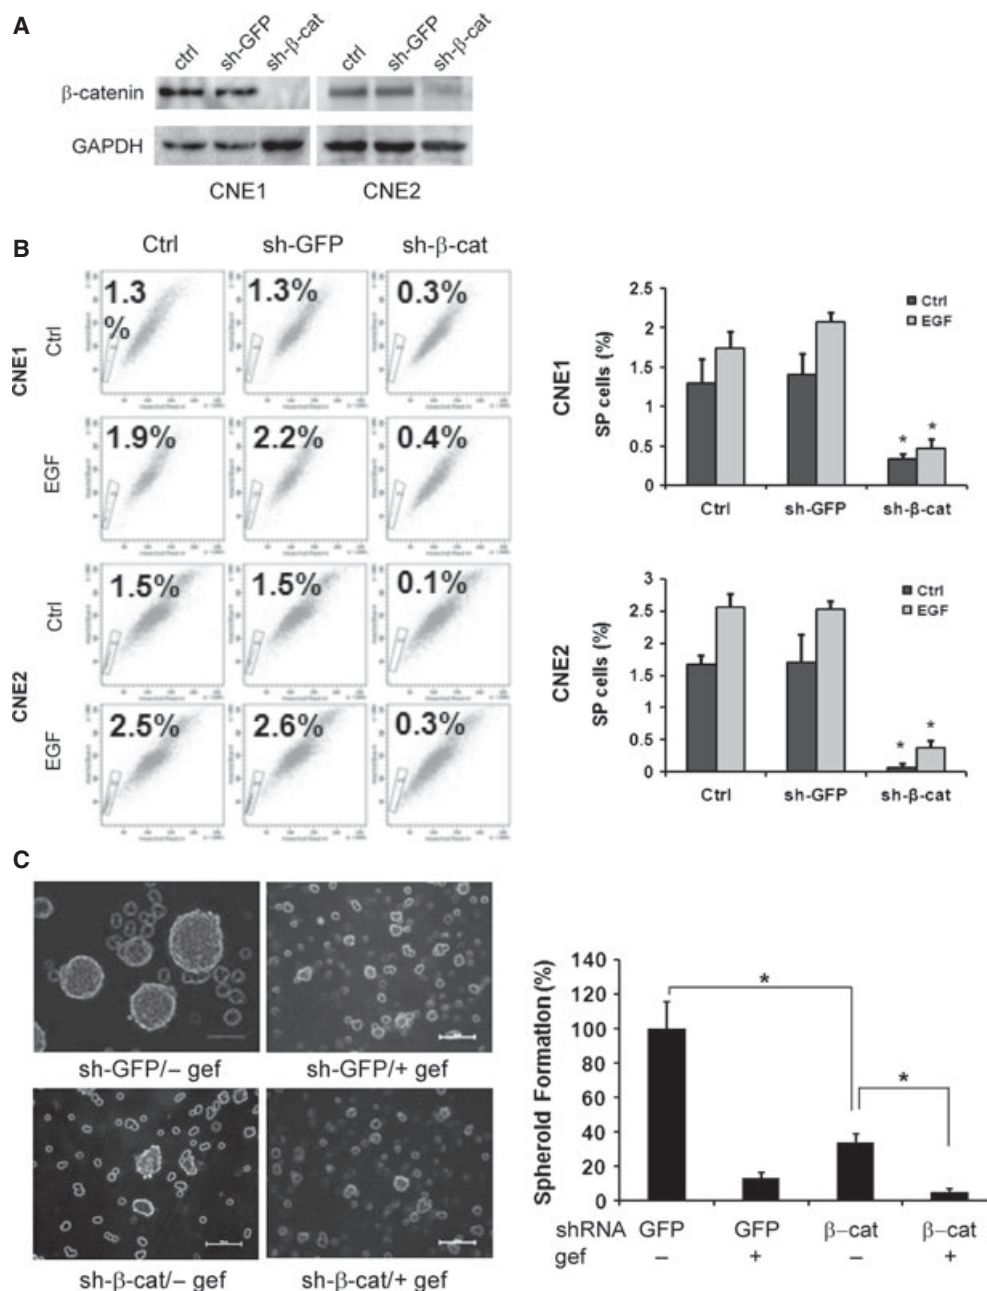 A
ctrl sh-GFP sh-β-cat ctrl sh-GFP sh-β-cat
β-catenin
GAPDH
CNE1 CNE2
B
Ctrl sh-GFP sh-β-cat
CNE1
Ctrl
1.3 % 1.3% 0.3%
EGF
1.9% 2.2% 0.4%
CNE2
Ctrl
1.5% 1.5% 0.1%
EGF
2.5% 2.6% 0.3%
CNE1
SP cells (%)
2.5
2
1.5
1
0.5
0
Ctrl
EGF
* *
Ctrl sh-GFP sh-β-cat
CNE2
SP cells (%)
3
2.5
2
1.5
1
0.5
0
Ctrl
EGF
* *
Ctrl sh-GFP sh-β-cat
C
sh-GFP/– gef sh-GFP/+ gef
sh-β-cat/– gef sh-β-cat/+ gef
Spherold Formation (%)
140
120
100
80
60
40
20
0
*
*
shRNA GFP GFP β–cat β–cat
gef – + – +